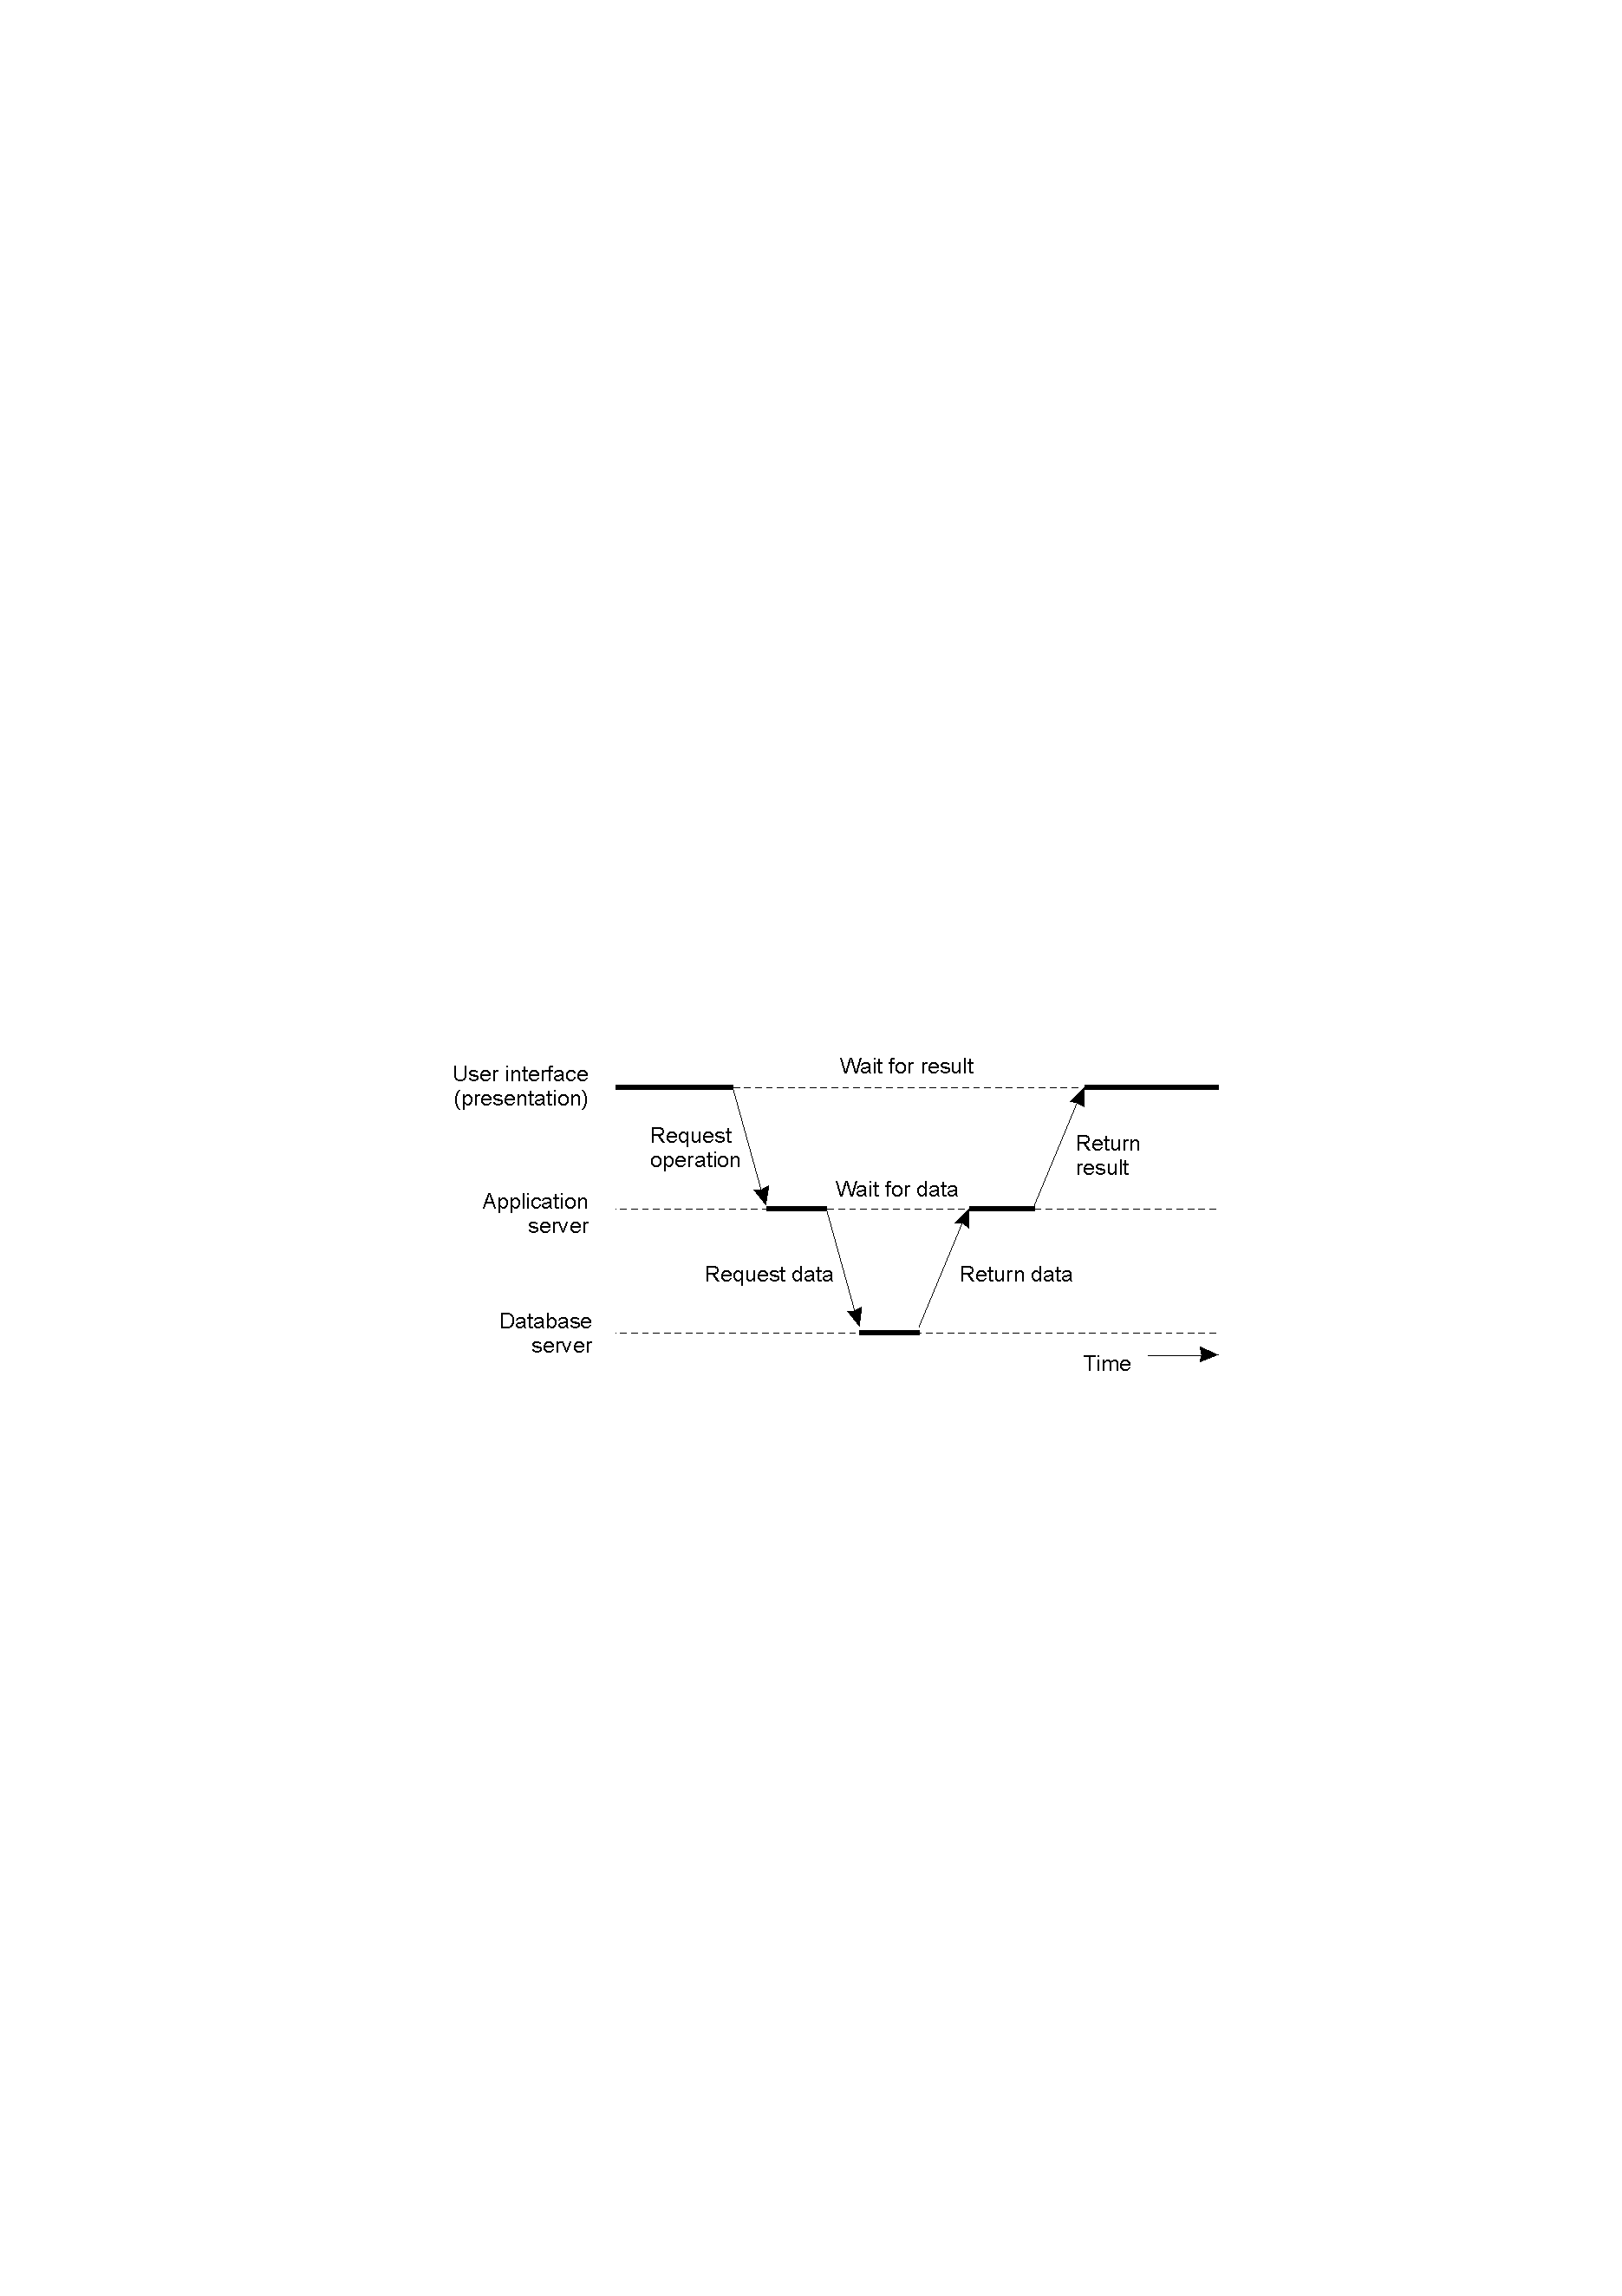 Wait for result
User interface
(presentation)
Request
operation
Return
result
Wait for data
Application
server
Request data
Return data
Database
server
Time